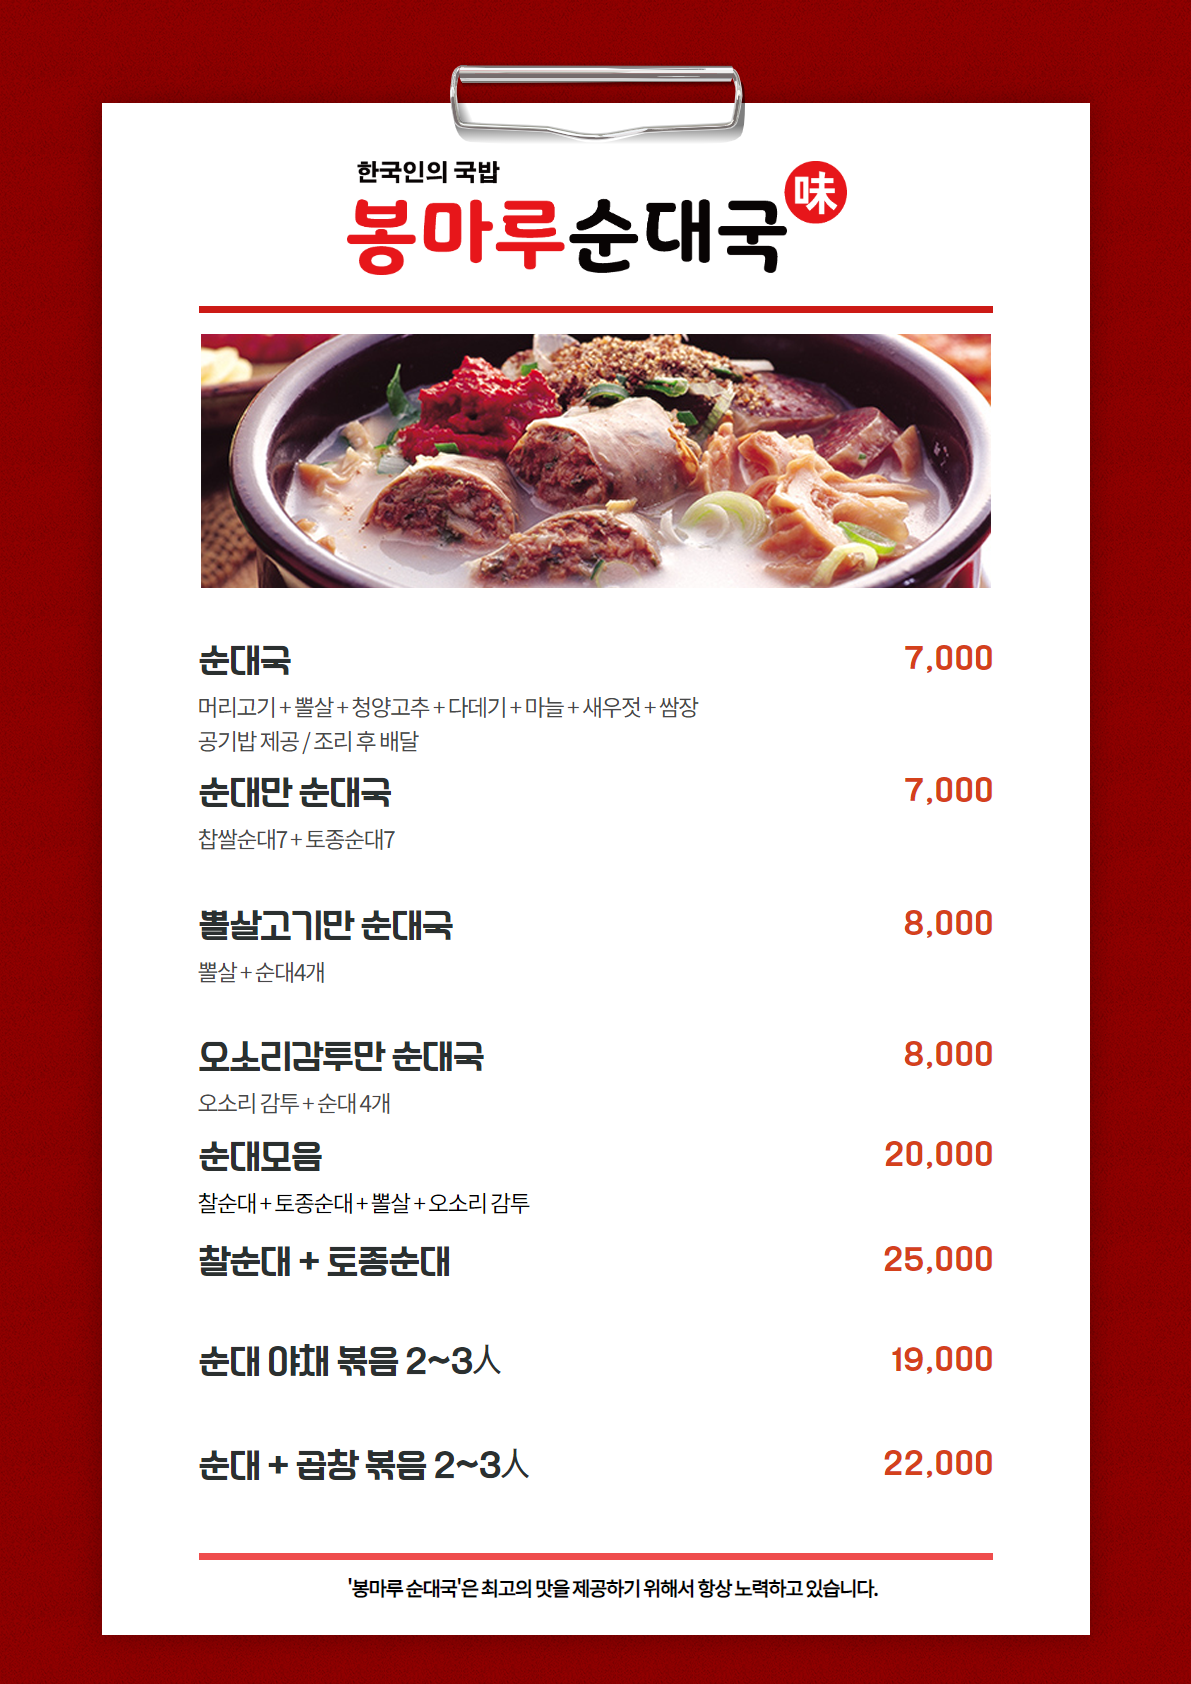 한국인의 국밥
봉마루순대국 味
순대국 7,000
머리고기 + 뽈살 + 청양고추 + 다데기 + 마늘 + 새우젓 + 쌈장
공기밥 제공 / 조리 후 배달
순대만 순대국 7,000
찹쌀순대7 + 토종순대7
뽈살고기만 순대국 8,000
뽈살 + 순대4개
오소리감투만 순대국 8,000
오소리 감투 + 순대 4개
순대모음 20,000
찰순대 + 토종순대 + 뽈살 + 오소리 감투
찰순대 + 토종순대 25,000
순대 야채 볶음 2~3人 19,000
순대 + 곱창 볶음 2~3人 22,000
'봉마루 순대국'은 최고의 맛을 제공하기 위해서 항상 노력하고 있습니다.